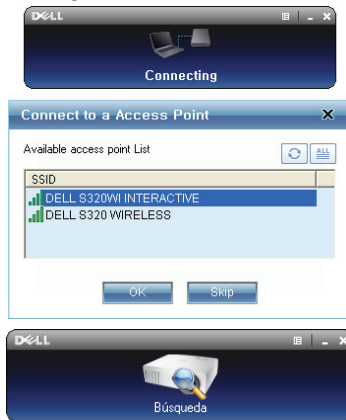 DELL
Connecting
Connect to a Access Point
Available access point List
ALL
SSID
DELL S320WI INTERACTIVE
DELL S320 WIRELESS
OK Skip
DELL
Búsqueda